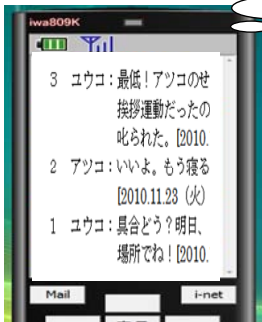 iwa809K
3 ユウコ：最低！アツコのせ
挨拶運動だったの
叱られた。[2010.
2 アツコ：いいよ。もう寝る
[2010.11.23（火）
1 ユウコ：具合どう？明日、
場所でね！[2010.
Mail
i-net